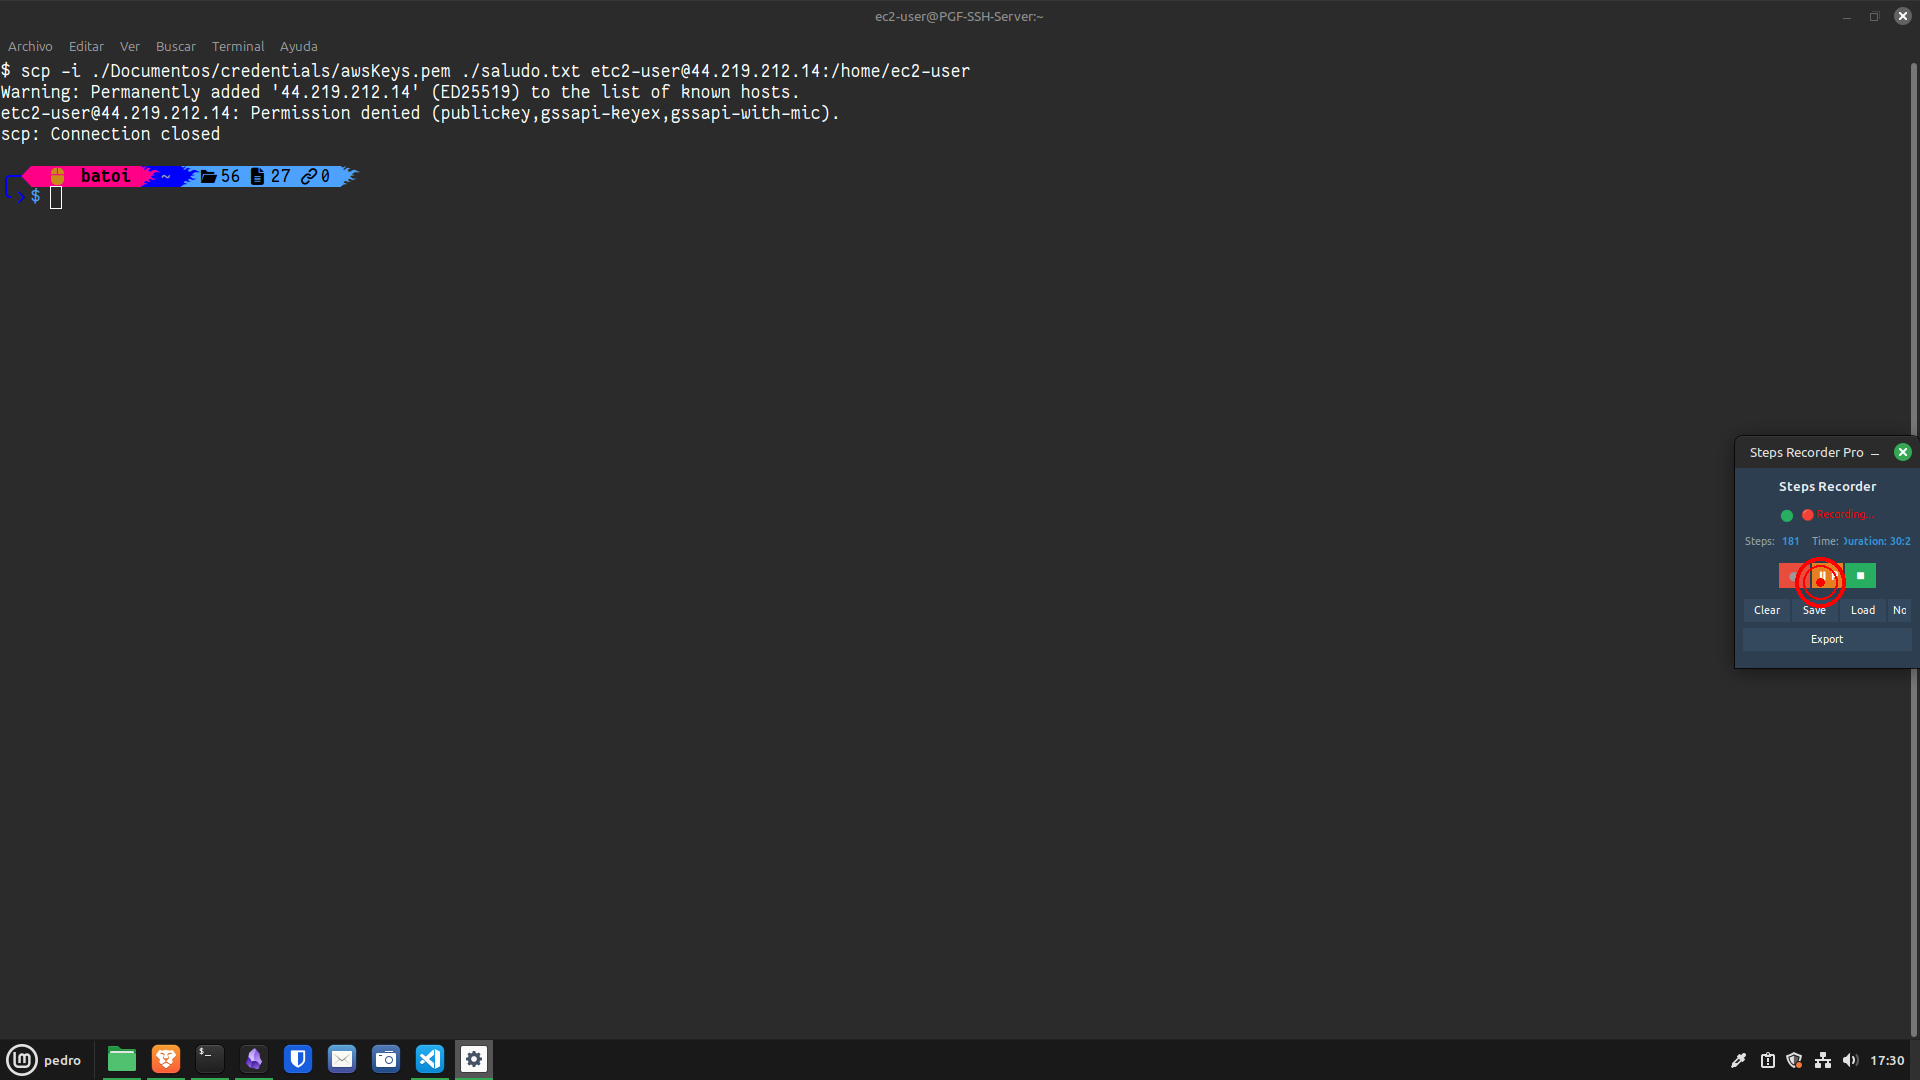 ec2-user@PGF-SSH-Server:~
Archivo Editar Ver Buscar Terminal Ayuda
$ scp -i ./Documentos/credentials/awsKeys.pem ./saludo.txt etc2-user@44.219.212.14:/home/ec2-user
Warning: Permanently added '44.219.212.14' (ED25519) to the list of known hosts.
etc2-user@44.219.212.14: Permission denied (publickey,gssapi-keyex,gssapi-with-mic).
scp: Connection closed
batoi ~ 56 27 0
$
Steps Recorder Pro
Steps Recorder
Recording...
Steps: 181 Time: Duration: 30:2
Clear Save Load No
Export
pedro
17:30